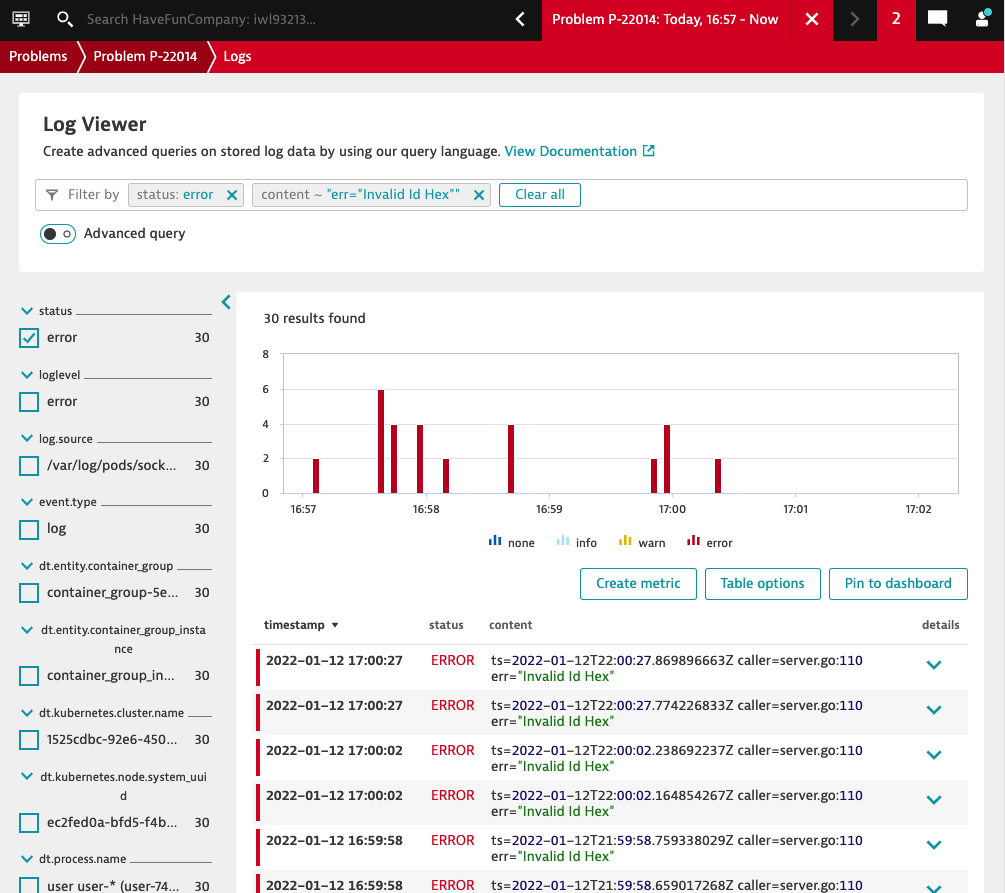 Search HaveFunCompany: iwl93213...
Problem P-22014: Today, 16:57 - Now
2
Problems
Problem P-22014
Logs
Log Viewer
Create advanced queries on stored log data by using our query language. View Documentation
Filter by
status: error
content ~ "err="Invalid Id Hex""
Clear all
Advanced query
status
error 30
loglevel
error 30
log.source
/var/log/pods/sock... 30
event.type
log 30
dt.entity.container_group
container_group-5e... 30
dt.entity.container_group_insta
nce
container_group_in... 30
dt.kubernetes.cluster.name
1525cdbc-92e6-450... 30
dt.kubernetes.node.system_uui
d
ec2fed0a-bfd5-f4b... 30
dt.process.name
user user-* (user-74... 30
30 results found
8
6
4
2
0
16:57 16:58 16:59 17:00 17:01 17:02
none info warn error
Create metric Table options Pin to dashboard
timestamp status content details
2022-01-12 17:00:27 ERROR ts=2022-01-12T22:00:27.869896663Z caller=server.go:110
err="Invalid Id Hex"
2022-01-12 17:00:27 ERROR ts=2022-01-12T22:00:27.774226833Z caller=server.go:110
err="Invalid Id Hex"
2022-01-12 17:00:02 ERROR ts=2022-01-12T22:00:02.238692237Z caller=server.go:110
err="Invalid Id Hex"
2022-01-12 17:00:02 ERROR ts=2022-01-12T22:00:02.164854267Z caller=server.go:110
err="Invalid Id Hex"
2022-01-12 16:59:58 ERROR ts=2022-01-12T21:59:58.759338029Z caller=server.go:110
err="Invalid Id Hex"
2022-01-12 16:59:58 ERROR ts=2022-01-12T21:59:58.659017268Z caller=server.go:110